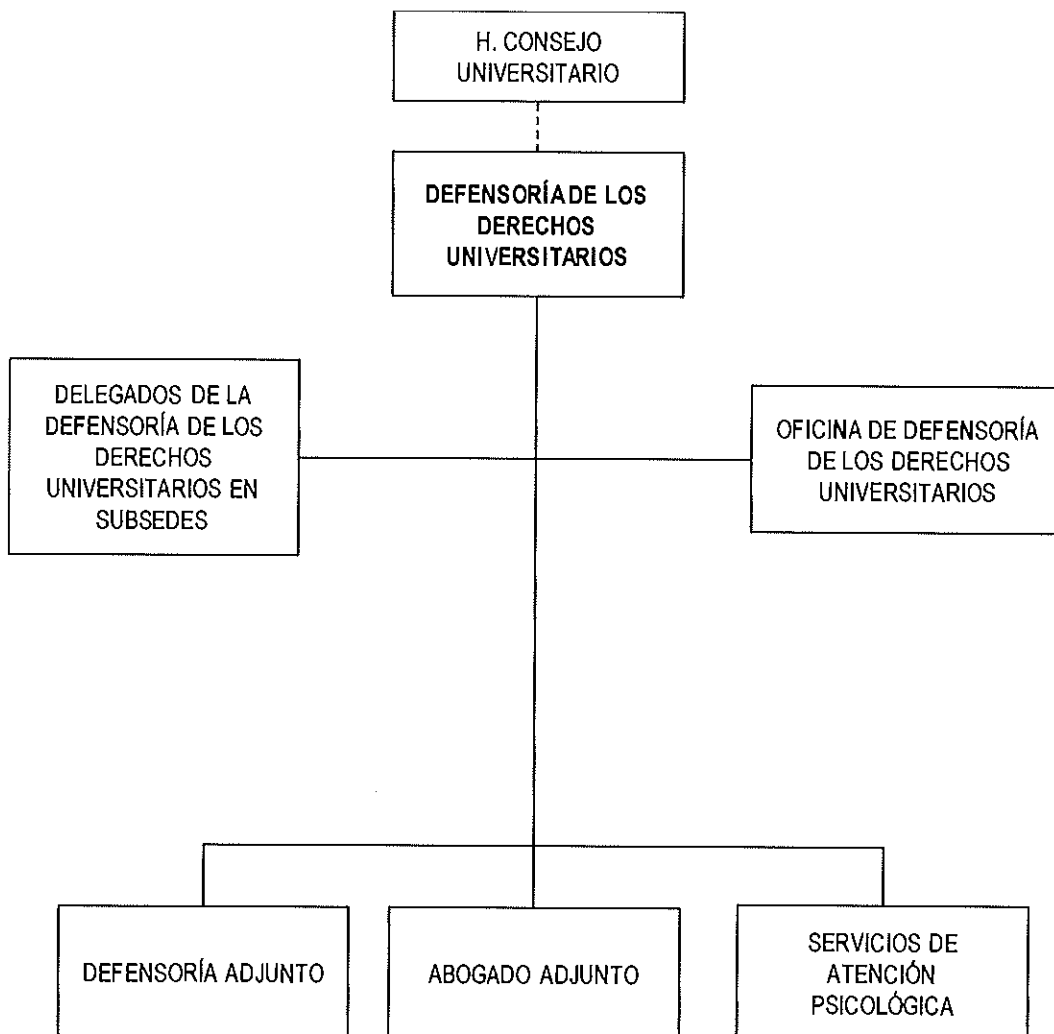 H. CONSEJO
UNIVERSITARIO
DEFENSORÍA DE LOS
DERECHOS
UNIVERSITARIOS
DELEGADOS DE LA
DEFENSORÍA DE LOS
DERECHOS
UNIVERSITARIOS EN
SUBSEDES
OFICINA DE DEFENSORÍA
DE LOS DERECHOS
UNIVERSITARIOS
DEFENSORÍA ADJUNTO
ABOGADO ADJUNTO
SERVICIOS DE
ATENCIÓN
PSICOLÓGICA